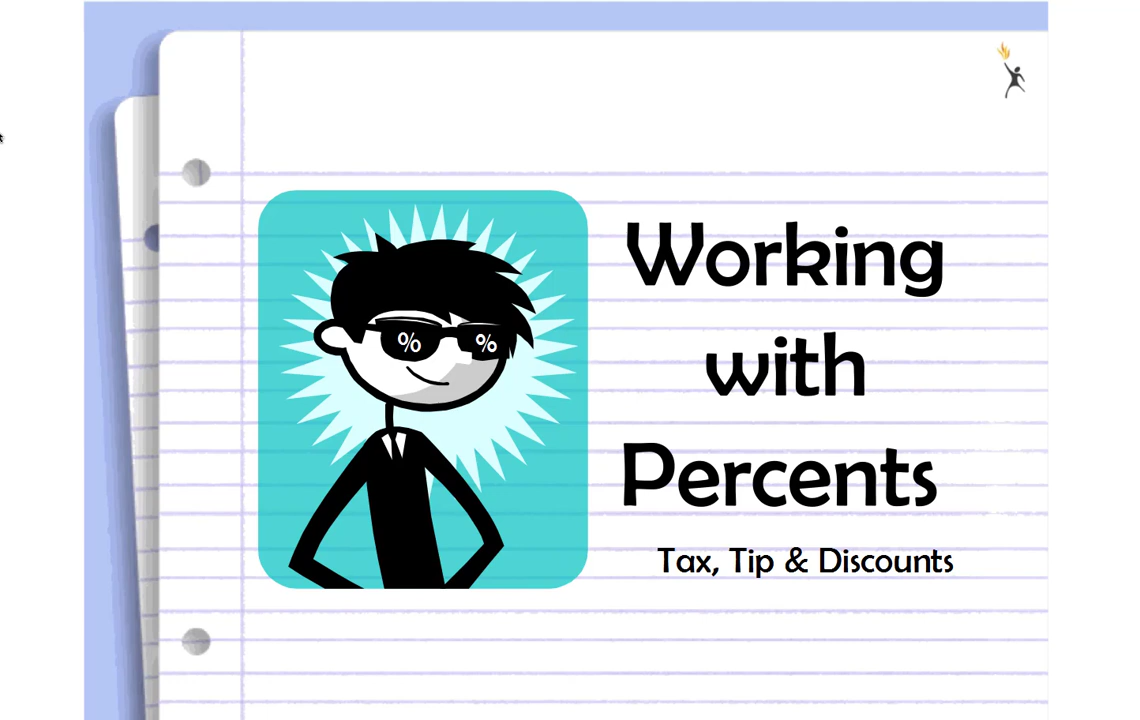 % %
Working
with
Percents
Tax, Tip & Discounts